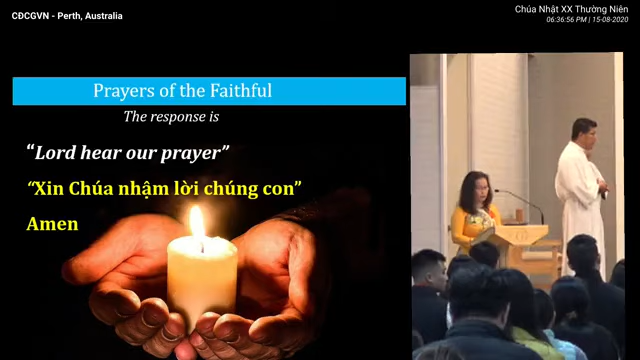 CĐCGVN - Perth, Australia
Chúa Nhật XX Thường Niên
06:36:56 PM | 15-08-2020
Prayers of the Faithful
The response is
“Lord hear our prayer”
“Xin Chúa nhậm lời chúng con”
Amen